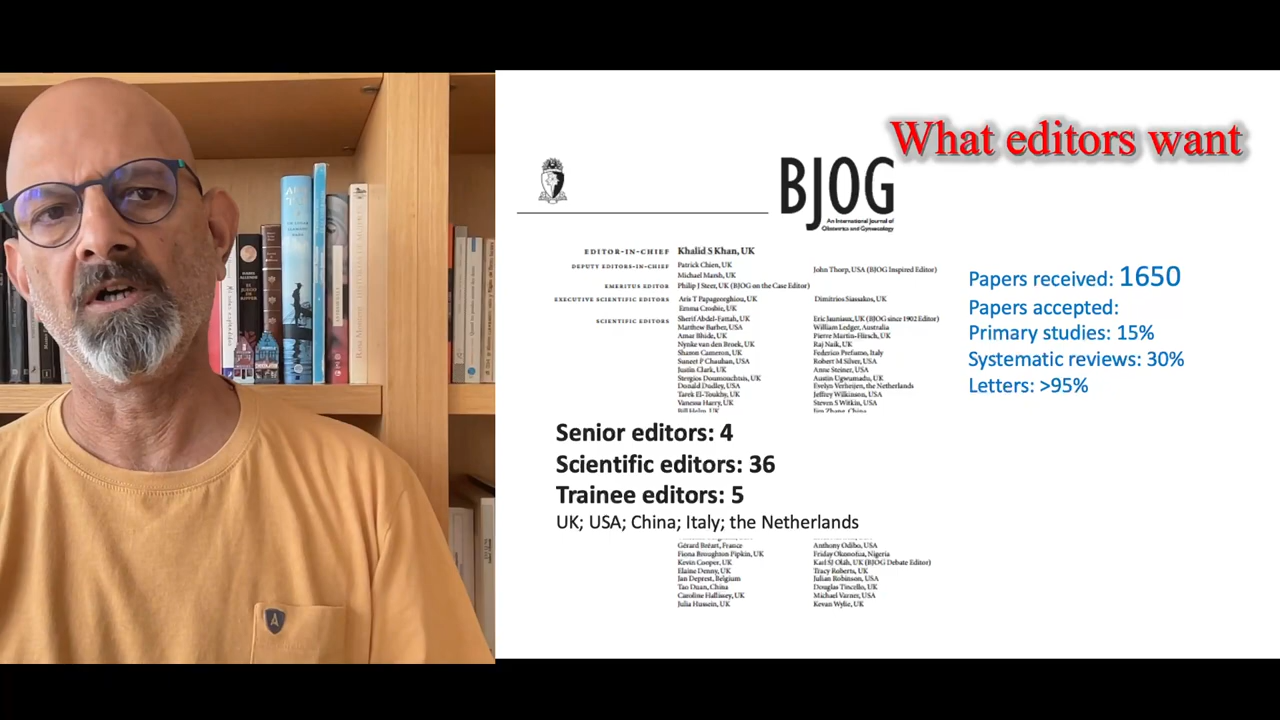 What editors want
BJOG
An International Journal of
Obstetrics and Gynaecology
EDITOR-IN-CHIEF Khalid S Khan, UK
DEPUTY EDITORS-IN-CHIEF Patrick Chien, UK
John Thorp, USA (BJOG Inspired Editor)
Michael Marsh, UK
EMERITUS EDITOR Philip J Steer, UK (BJOG on the Case Editor)
EXECUTIVE SCIENTIFIC EDITORS Aris T Papageorghiou, UK Dimitrios Siassakos, UK
Emma Crosbie, UK
SCIENTIFIC EDITORS Sherif Abdel-Fattah, UK Eric Jauniaux, UK (BJOG since 1902 Editor)
Matthew Barber, USA William Ledger, Australia
Amar Bhide, UK Pierre Martin-Hirsch, UK
Nynke van den Broek, UK Raj Naik, UK
Sharon Cameron, UK Federico Prefumo, Italy
Suneet P Chauhan, USA Robert M Silver, USA
Justin Clark, UK Anne Steiner, USA
Stergios Doumouchtsis, UK Austin Ugwumadu, UK
Donald Dudley, USA Evelyn Verheijen, the Netherlands
Tarek El-Toukhy, UK Jeffrey Wilkinson, USA
Vanessa Harry, UK Steven S Witkin, USA
Jim Zhang, China
Papers received: 1650
Papers accepted:
Primary studies: 15%
Systematic reviews: 30%
Letters: >95%
Senior editors: 4
Scientific editors: 36
Trainee editors: 5
UK; USA; China; Italy; the Netherlands
Anthony Odibo, USA
Gérard Bréart, France
Fiona Broughton Pipkin, UK Friday Okonofua, Nigeria
Kevin Cooper, UK Karl SJ Oláh, UK (BJOG Debate Editor)
Elaine Denny, UK Tracy Roberts, UK
Jan Deprest, Belgium Julian Robinson, USA
Tao Duan, China Douglas Tincello, UK
Caroline Hallissey, UK Michael Varner, USA
Julia Hussein, UK Kevan Wylie, UK